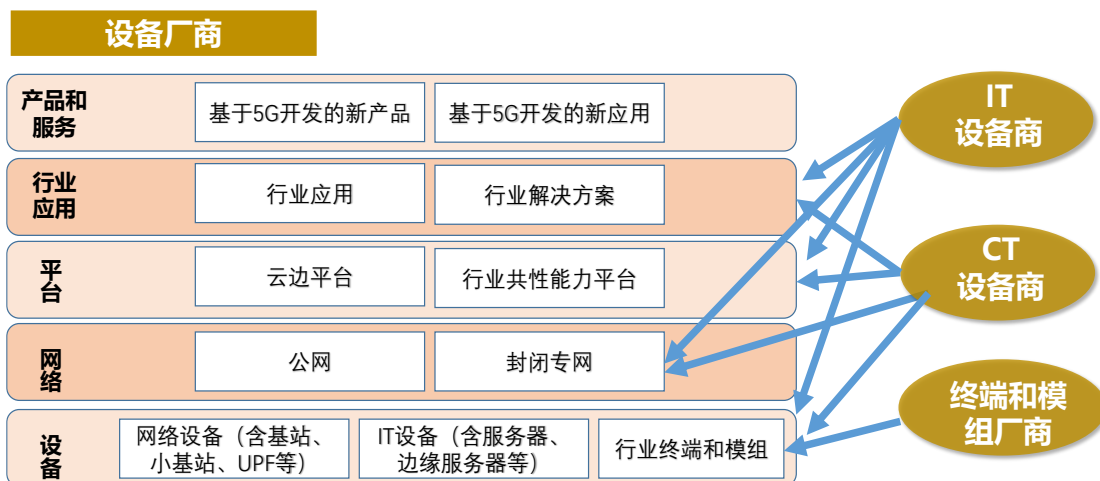 设备厂商
产品和
服务
基于5G开发的新产品
基于5G开发的新应用
行业
应用
行业应用
行业解决方案
平
台
云边平台
行业共性能力平台
网
络
公网
封闭专网
设
备
网络设备（含基站、
小基站、UPF等）
IT设备（含服务器、
边缘服务器等）
行业终端和模组
IT
设备商
CT
设备商
终端和模
组厂商